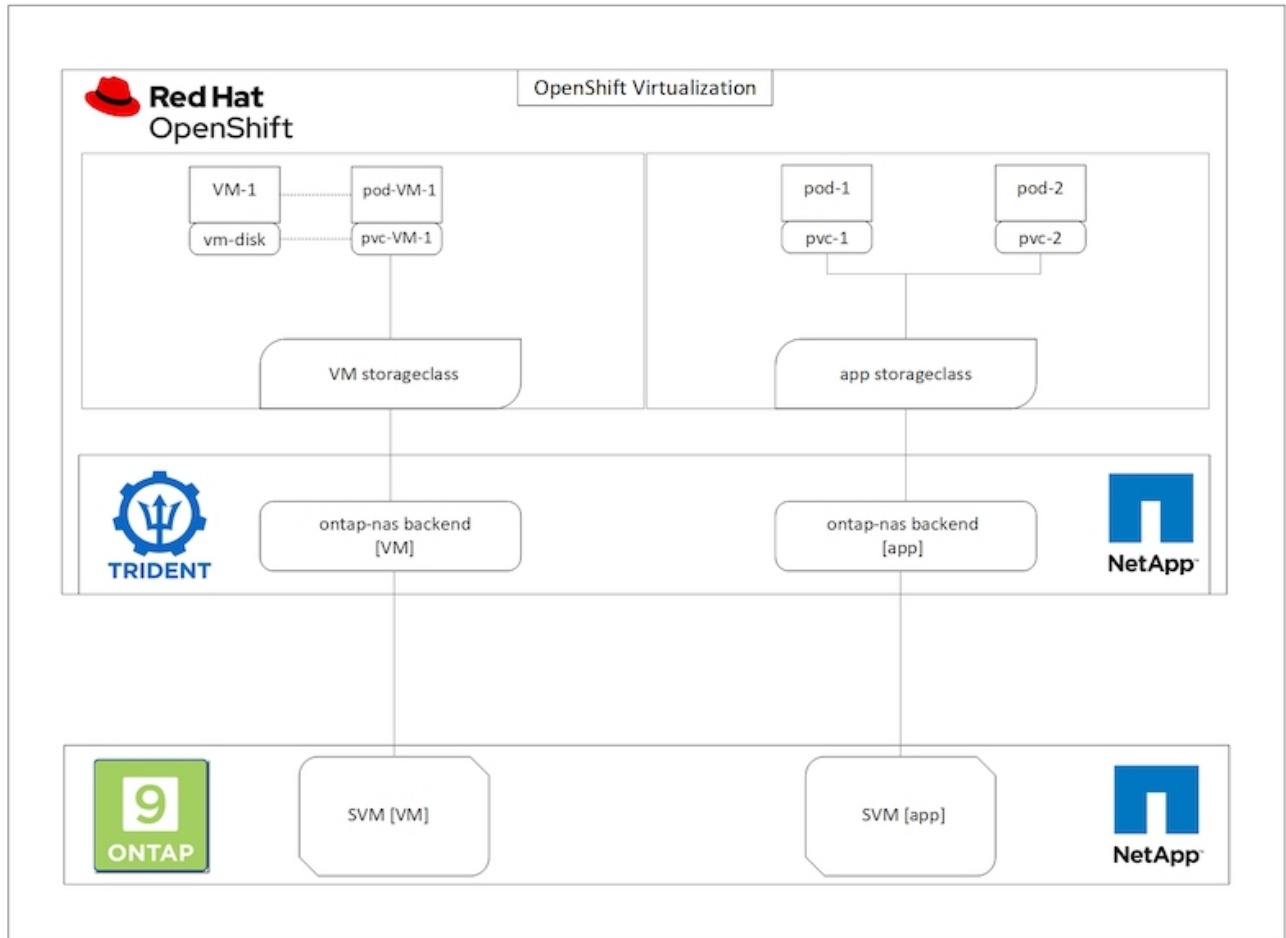 OpenShift Virtualization
Red Hat
OpenShift
VM-1
pod-VM-1
vm-disk
pvc-VM-1
pod-1
pod-2
pvc-1
pvc-2
VM storageclass
app storageclass
TRIDENT
ontap-nas backend
[VM]
ontap-nas backend
[app]
NetApp™
9
ONTAP
SVM [VM]
SVM [app]
NetApp™